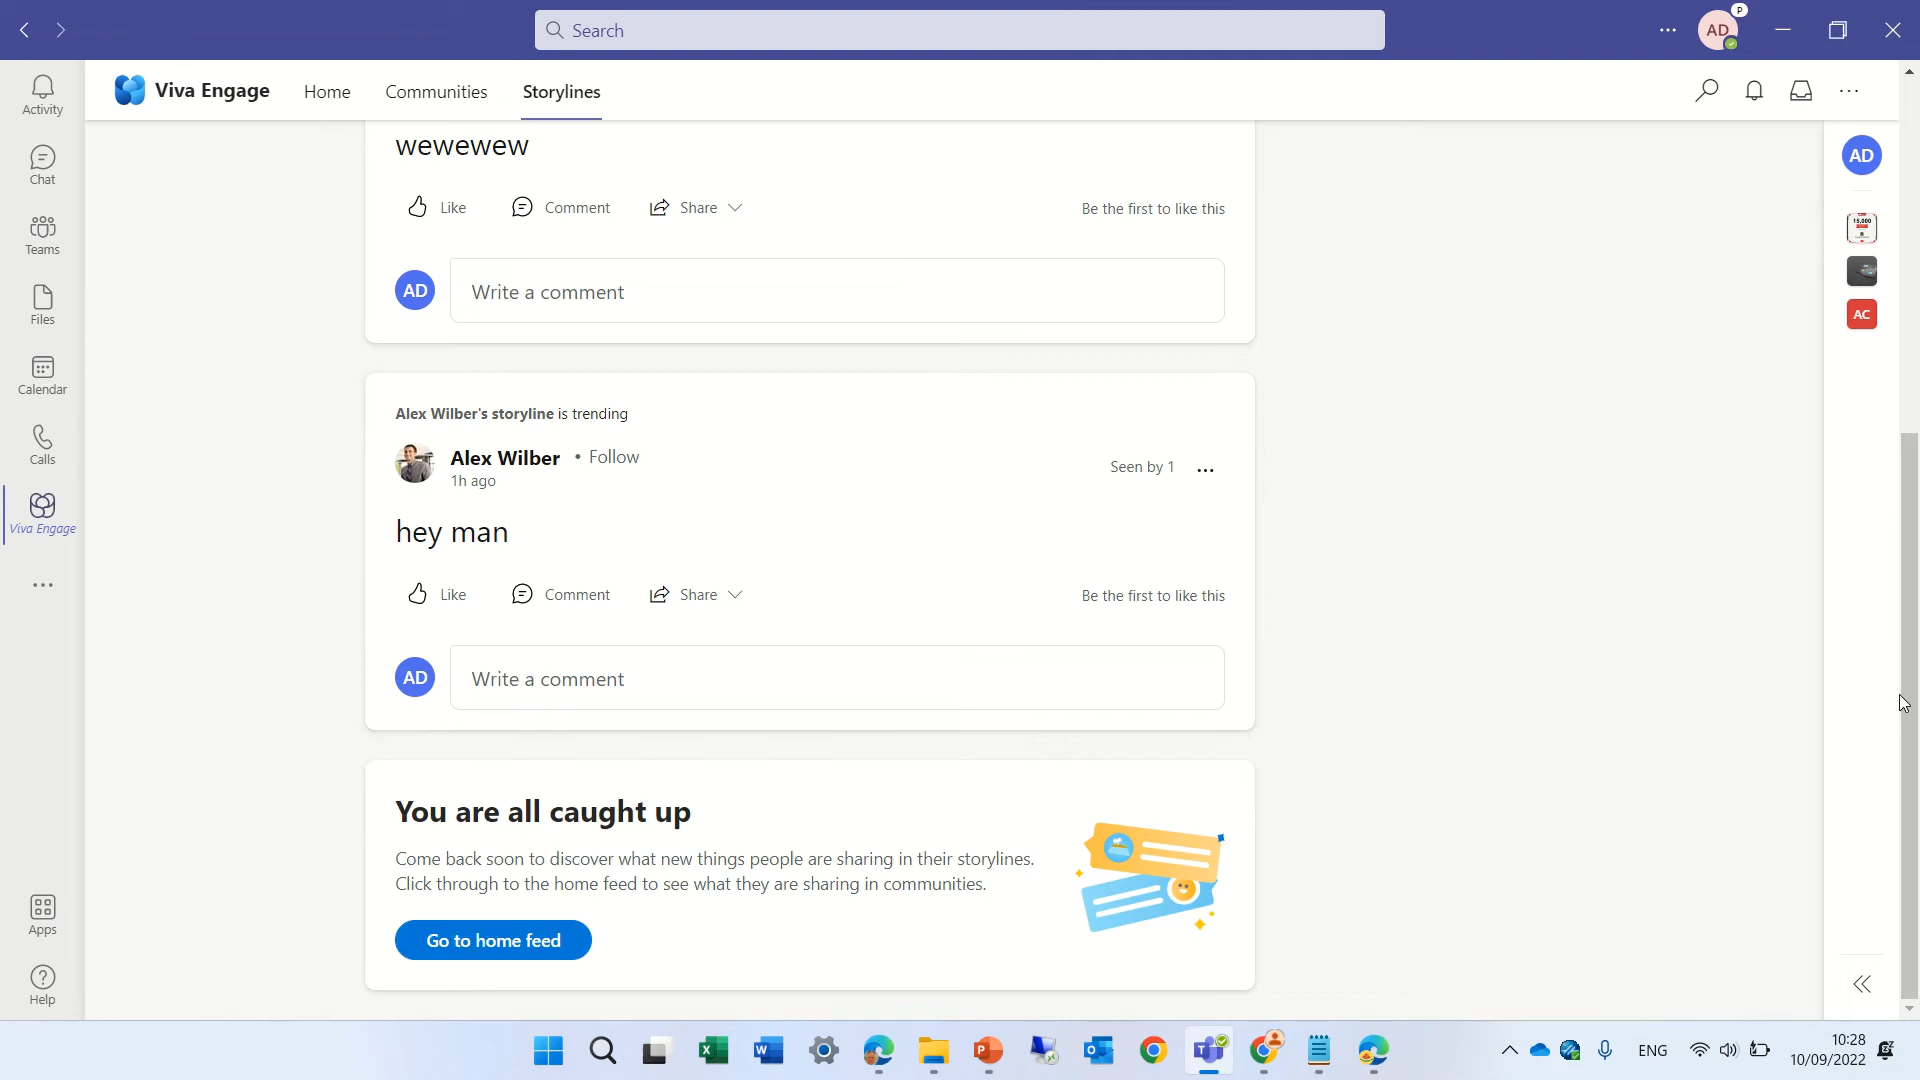 Search
AD
P
Activity
Chat
Teams
Files
Calendar
Calls
Viva Engage
Apps
Help
Viva Engage
Home
Communities
Storylines
wewewew
Like
Comment
Share
Be the first to like this
AD
Write a comment
Alex Wilber's storyline is trending
Alex Wilber • Follow
1h ago
Seen by 1
hey man
Like
Comment
Share
Be the first to like this
AD
Write a comment
You are all caught up
Come back soon to discover what new things people are sharing in their storylines.
Click through to the home feed to see what they are sharing in communities.
Go to home feed
AD
15,000
AC
ENG
10:28
10/09/2022